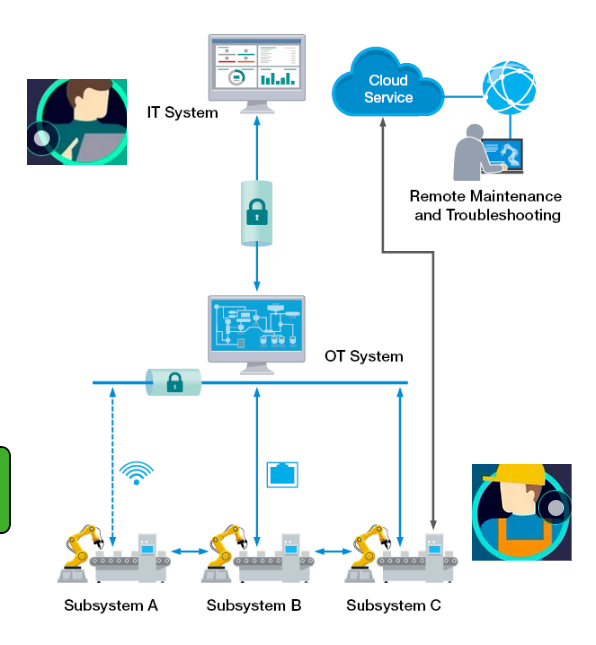 IT System
Cloud
Service
Remote Maintenance
and Troubleshooting
OT System
Subsystem A
Subsystem B
Subsystem C